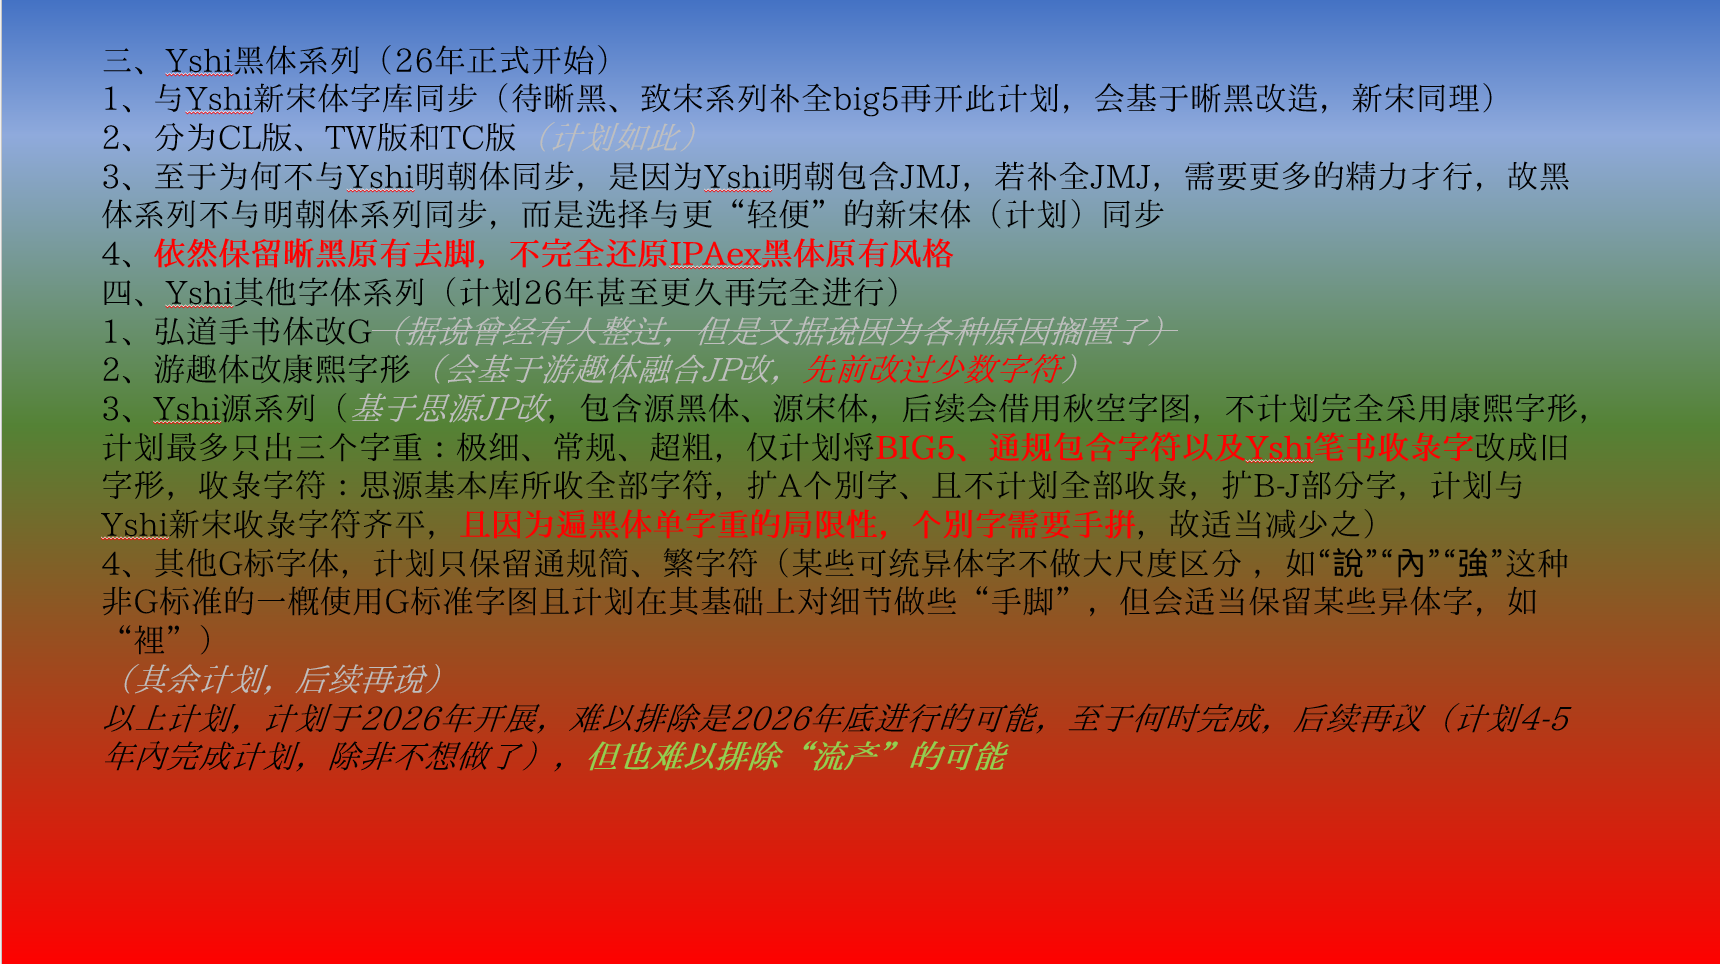 三、Yshi黑体系列（26年正式开始）
1、与Yshi新宋体字库同步（待晰黑、致宋系列补全big5再开此计划，会基于晰黑改造，新宋同理）
2、分为CL版、TW版和TC版（计划如此）
3、至于为何不与Yshi明朝体同步，是因为Yshi明朝包含JMJ，若补全JMJ，需要更多的精力才行，故黑
体系列不与明朝体系列同步，而是选择与更“轻便”的新宋体（计划）同步
4、依然保留晰黑原有去脚，不完全还原IPAex黑体原有风格
四、Yshi其他字体系列（计划26年甚至更久再完全进行）
1、弘道手书体改G（据说曾经有人整过，但是又据说因为各种原因搁置了）
2、游趣体改康熙字形（会基于游趣体融合JP改，先前改过少数字符）
3、Yshi源系列（基于思源JP改，包含源黑体、源宋体，后续会借用秋空字图，不计划完全采用康熙字形，
计划最多只出三个字重：极细、常规、超粗，仅计划将BIG5、通规包含字符以及Yshi笔书收录字改成旧
字形，收录字符：思源基本库所收全部字符，扩A个别字、且不计划全部收录，扩B-J部分字，计划与
Yshi新宋收录字符齐平，且因为遍黑体单字重的局限性，个别字需要手拼，故适当减少之）
4、其他G标字体，计划只保留通规简、繁字符（某些可统异体字不做大尺度区分 ，如“說”“內”“強”这种
非G标准的一概使用G标准字图且计划在其基础上对细节做些“手脚”，但会适当保留某些异体字，如
“裡”）
（其余计划，后续再说）
以上计划，计划于2026年开展，难以排除是2026年底进行的可能，至于何时完成，后续再议（计划4-5
年内完成计划，除非不想做了），但也难以排除“流产”的可能